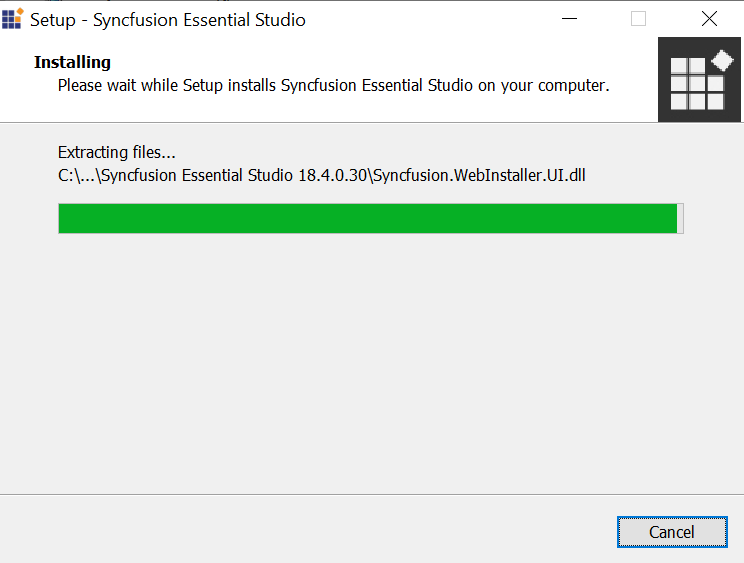 Setup - Syncfusion Essential Studio
Installing
Please wait while Setup installs Syncfusion Essential Studio on your computer.
Extracting files...
C:\...\Syncfusion Essential Studio 18.4.0.30\Syncfusion.WebInstaller.UI.dll
Cancel